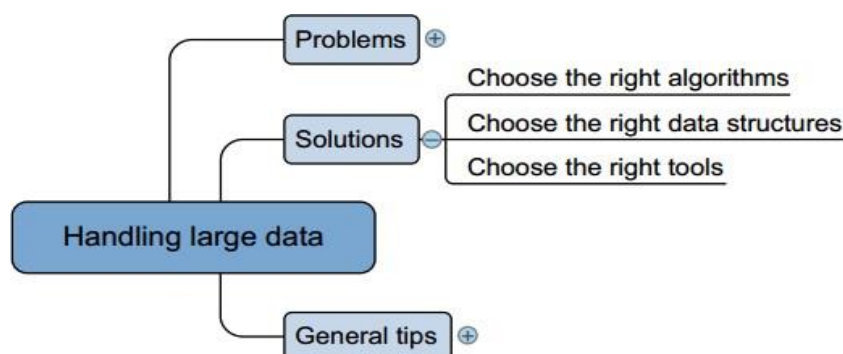 Problems
Choose the right algorithms
Solutions
Choose the right data structures
Choose the right tools
Handling large data
General tips